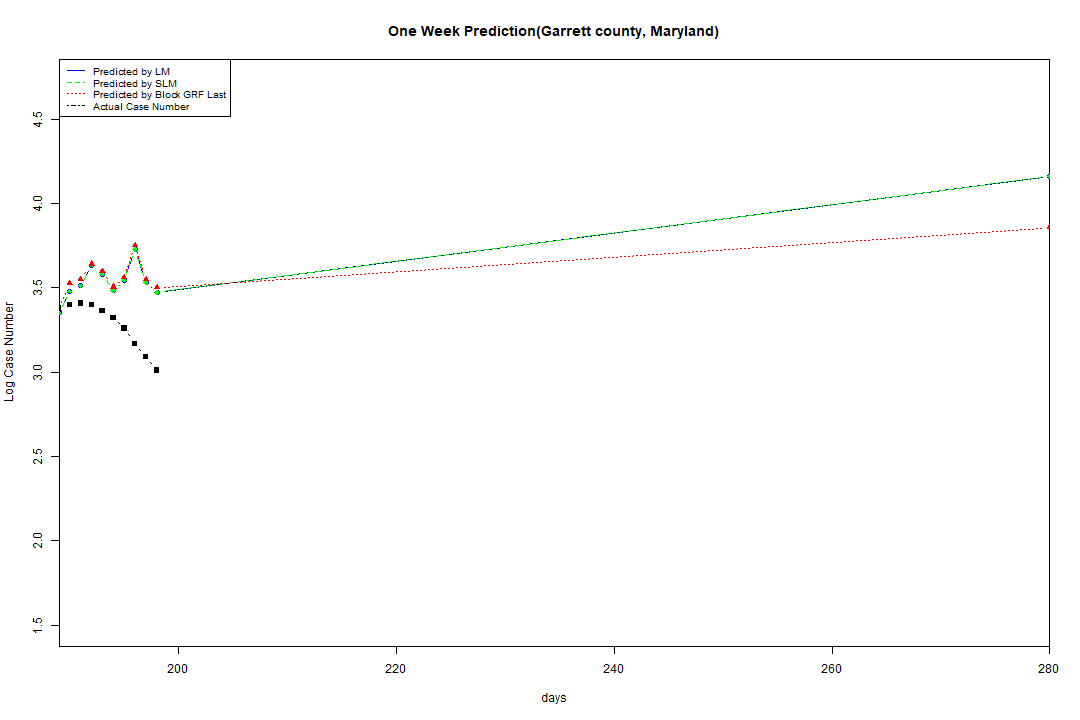 One Week Prediction(Garrett county, Maryland)
Predicted by LM
Predicted by SLM
Predicted by Block GRF Last
Actual Case Number
Log Case Number
4.5
4.0
3.5
3.0
2.5
2.0
1.5
200
220
240
260
280
days